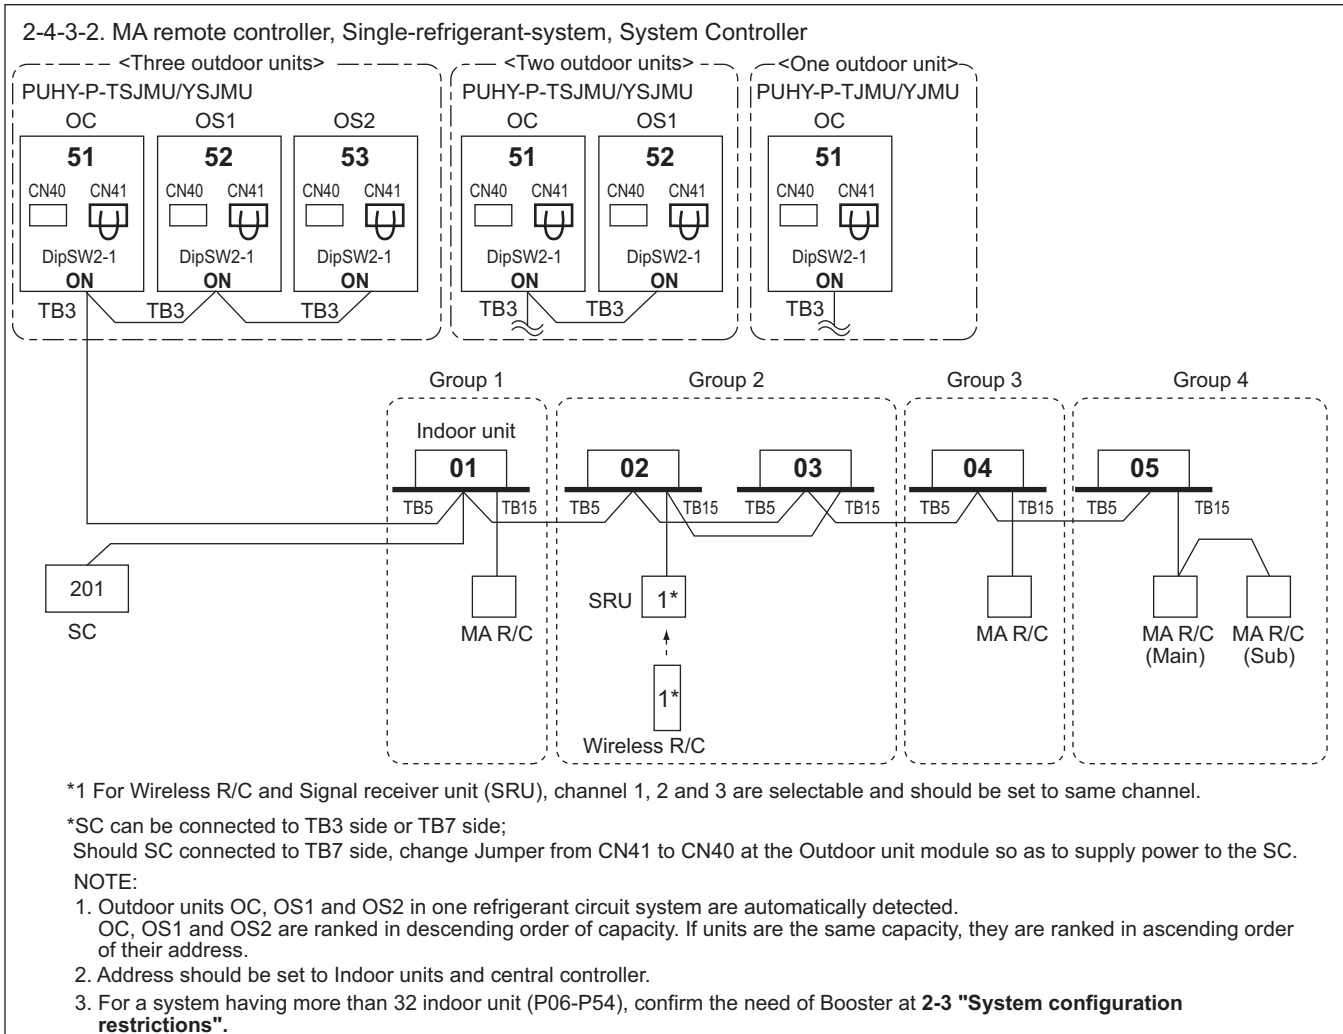 2-4-3-2. MA remote controller, Single-refrigerant-system, System Controller
<Three outdoor units>
<Two outdoor units>
<One outdoor unit>
PUHY-P-TSJMU/YSJMU
PUHY-P-TSJMU/YSJMU
PUHY-P-TJMU/YJMU
OC OS1 OS2
OC OS1
OC
51 52 53
51 52
51
CN40 CN41 CN40 CN41 CN40 CN41
CN40 CN41 CN40 CN41
CN40 CN41
DipSW2-1 DipSW2-1 DipSW2-1
DipSW2-1 DipSW2-1
DipSW2-1
ON ON ON
ON ON
ON
TB3 TB3 TB3
TB3 TB3
TB3
Group 1 Group 2 Group 3 Group 4
Indoor unit
01 02 03 04 05
TB5 TB15 TB5 TB15 TB5 TB15 TB5 TB15 TB5 TB15
201
SC
MA R/C
SRU 1*
1*
Wireless R/C
MA R/C
MA R/C
(Main)
MA R/C
(Sub)
*1 For Wireless R/C and Signal receiver unit (SRU), channel 1, 2 and 3 are selectable and should be set to same channel.
*SC can be connected to TB3 side or TB7 side;
Should SC connected to TB7 side, change Jumper from CN41 to CN40 at the Outdoor unit module so as to supply power to the SC.
NOTE:
1. Outdoor units OC, OS1 and OS2 in one refrigerant circuit system are automatically detected.
OC, OS1 and OS2 are ranked in descending order of capacity. If units are the same capacity, they are ranked in ascending order
of their address.
2. Address should be set to Indoor units and central controller.
3. For a system having more than 32 indoor unit (P06-P54), confirm the need of Booster at 2-3 "System configuration
restrictions".